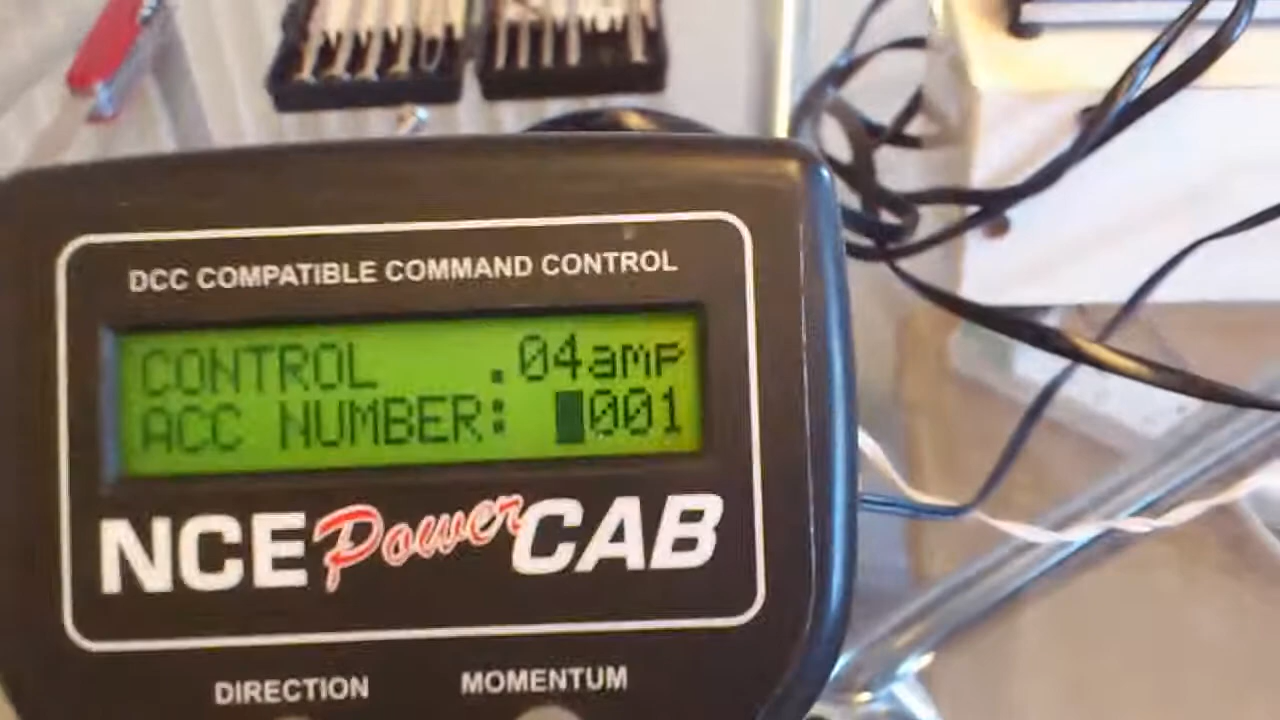 DCC COMPATIBLE COMMAND CONTROL
CONTROL .04amp
ACC NUMBER: █001
NCE Power CAB
DIRECTION MOMENTUM